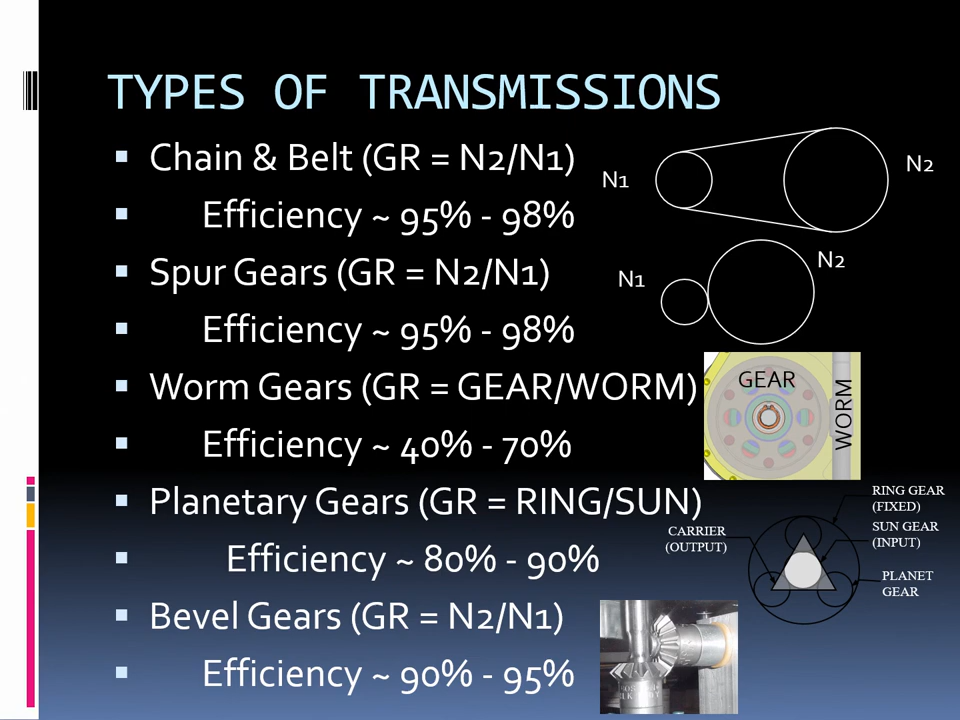 TYPES OF TRANSMISSIONS
Chain & Belt (GR = N2/N1)
Efficiency ~ 95% - 98%
Spur Gears (GR = N2/N1)
Efficiency ~ 95% - 98%
Worm Gears (GR = GEAR/WORM)
Efficiency ~ 40% - 70%
Planetary Gears (GR = RING/SUN)
Efficiency ~ 80% - 90%
Bevel Gears (GR = N2/N1)
Efficiency ~ 90% - 95%
N1
N2
N1
N2
GEAR
WORM
RING GEAR
(FIXED)
SUN GEAR
(INPUT)
CARRIER
(OUTPUT)
PLANET
GEAR